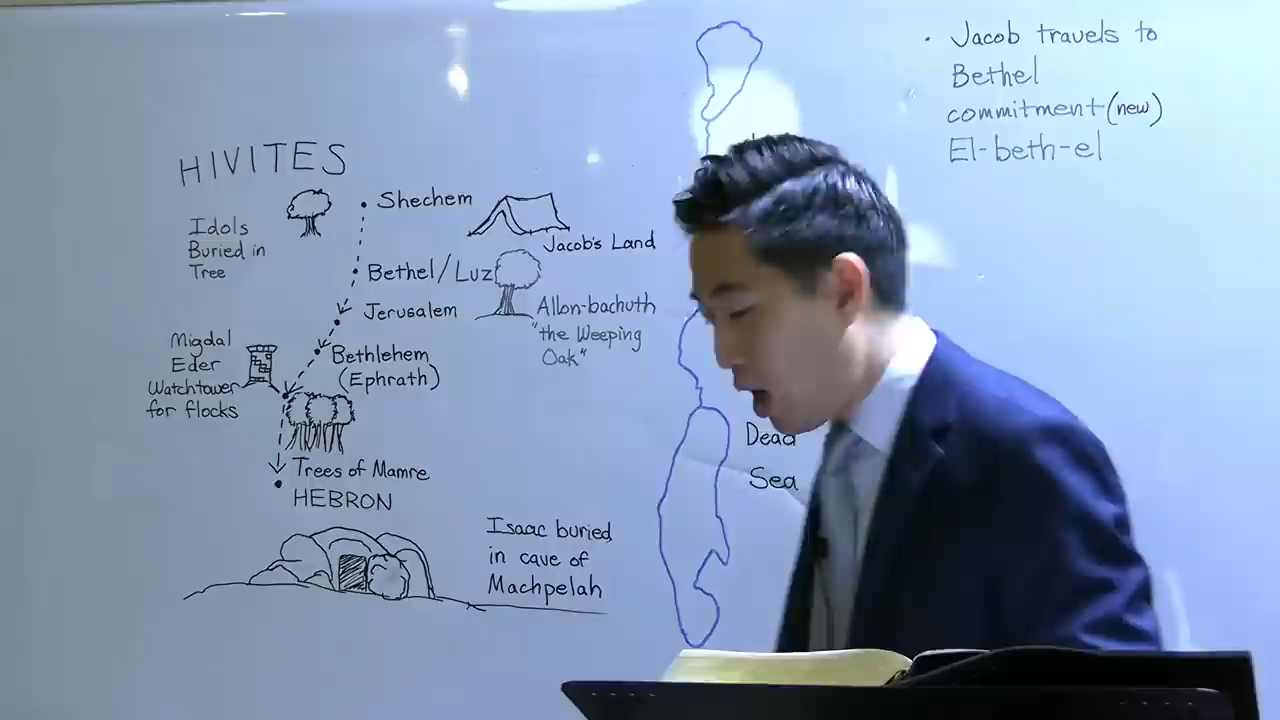 HIVITES
Idols
Buried in
Tree
Shechem
Jacob's Land
Bethel/Luz
Allon-bachuth
"the Weeping
Oak"
Jerusalem
Migdal
Eder
Watchtower
for flocks
Bethlehem
(Ephrath)
Trees of Mamre
HEBRON
Isaac buried
in cave of
Machpelah
Dead
Sea
• Jacob travels to
Bethel
commitment (new)
El-beth-el